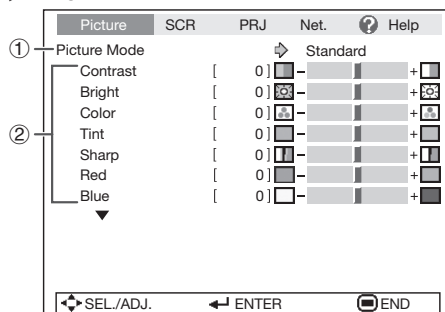 Picture SCR PRJ Net. ? Help
① Picture Mode Standard
② Contrast [ 0 ] – +
Bright [ 0 ] – +
Color [ 0 ] – +
Tint [ 0 ] – +
Sharp [ 0 ] – +
Red [ 0 ] – +
Blue [ 0 ] – +
SEL./ADJ. ENTER END